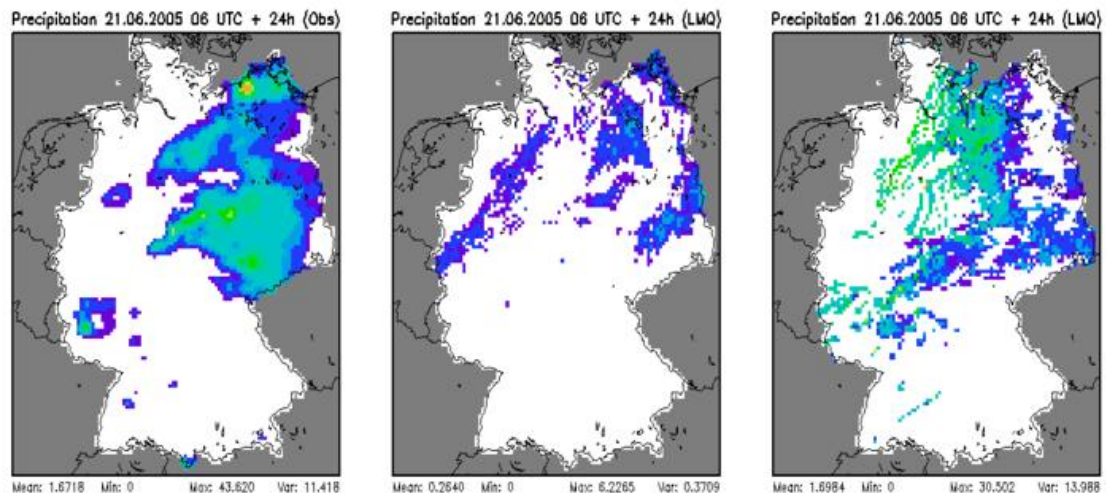 Precipitation 21.06.2005 06 UTC + 24h (Obs)
Precipitation 21.06.2005 06 UTC + 24h (LMQ)
Precipitation 21.06.2005 06 UTC + 24h (LMQ)
Mean: 1.6718 Min: 0 Max: 43.620 Var: 11.418
Mean: 0.2640 Min: 0 Max: 6.2265 Var: 0.3709
Mean: 1.6984 Min: 0 Max: 30.502 Var: 13.988